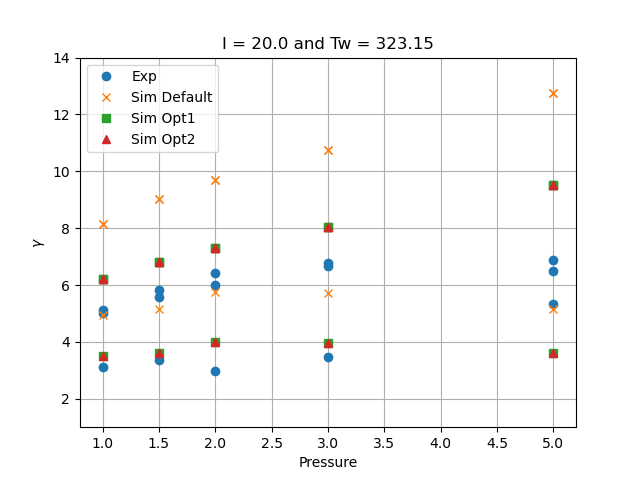 I = 20.0 and Tw = 323.15
Exp
Sim Default
Sim Opt1
Sim Opt2
14
12
10
8
6
4
2
γ
1.0 1.5 2.0 2.5 3.0 3.5 4.0 4.5 5.0
Pressure